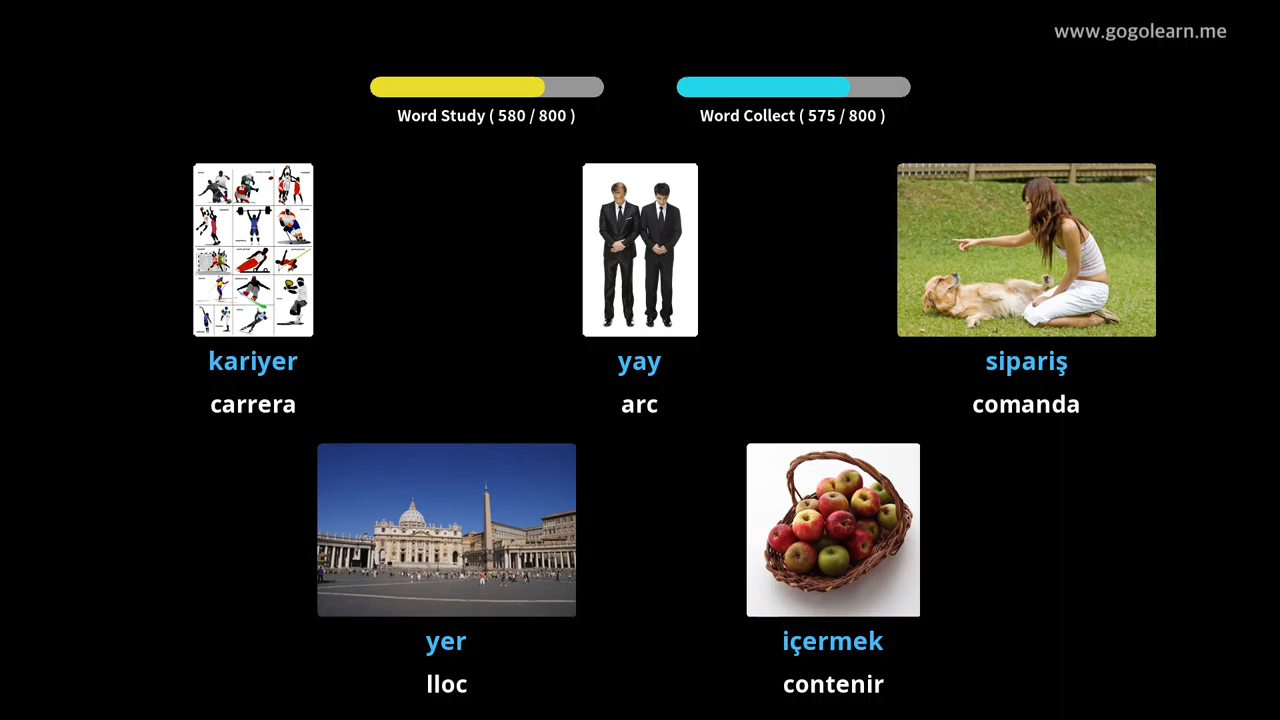 www.gogolearn.me
Word Study ( 580 / 800 )
Word Collect ( 575 / 800 )
kariyer
carrera
yay
arc
sipariş
comanda
yer
lloc
içermek
contenir